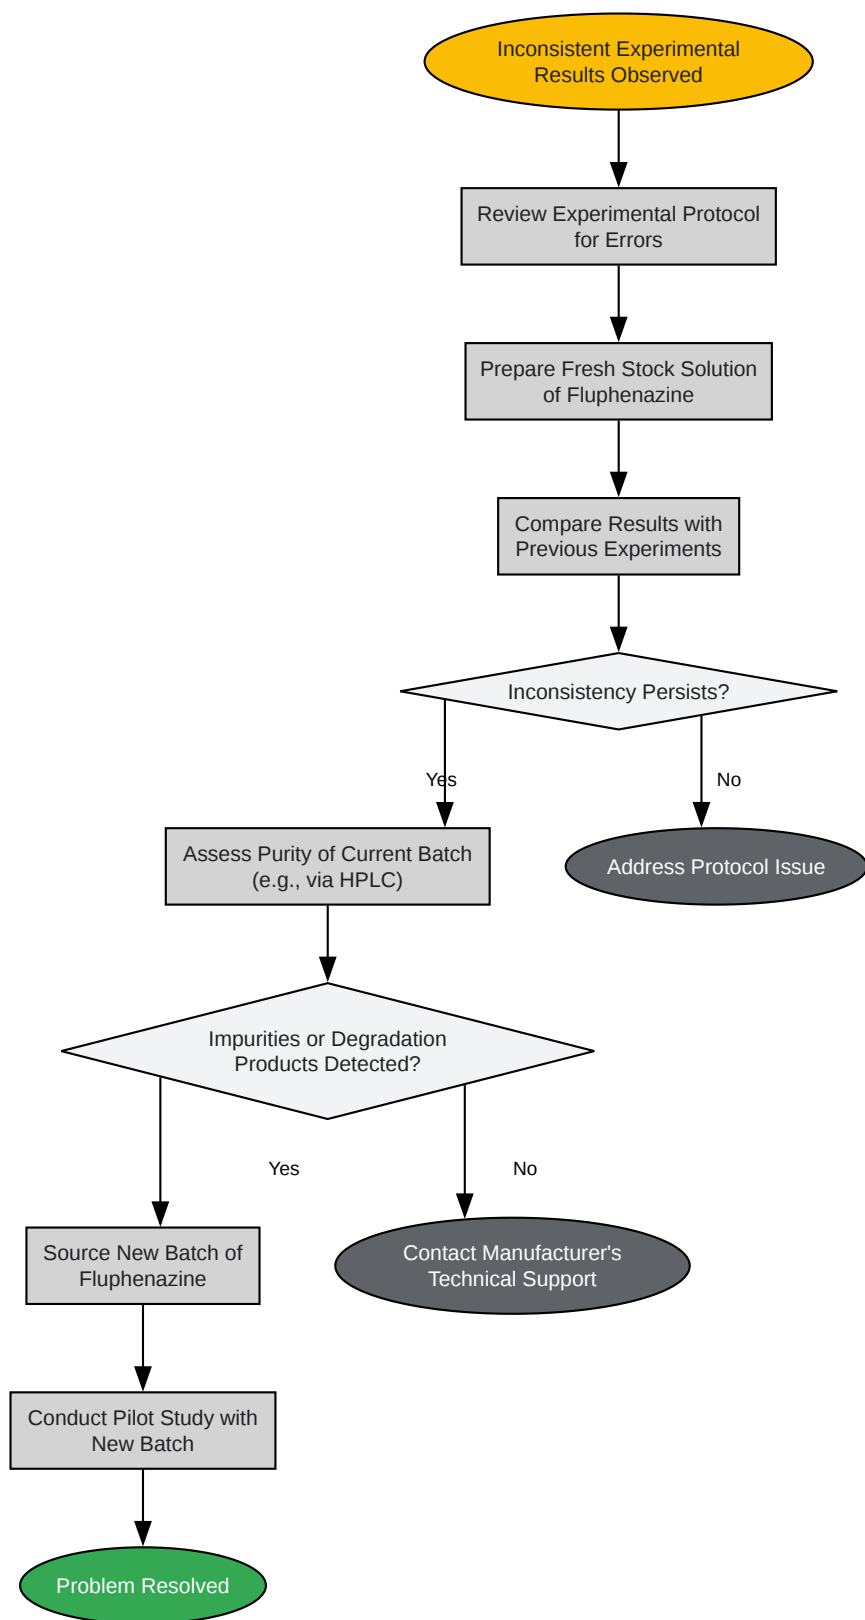 Inconsistent Experimental
Results Observed
Review Experimental Protocol
for Errors
Prepare Fresh Stock Solution
of Fluphenazine
Compare Results with
Previous Experiments
Inconsistency Persists?
Yes
No
Assess Purity of Current Batch
(e.g., via HPLC)
Address Protocol Issue
Impurities or Degradation
Products Detected?
Yes
No
Source New Batch of
Fluphenazine
Contact Manufacturer's
Technical Support
Conduct Pilot Study with
New Batch
Problem Resolved